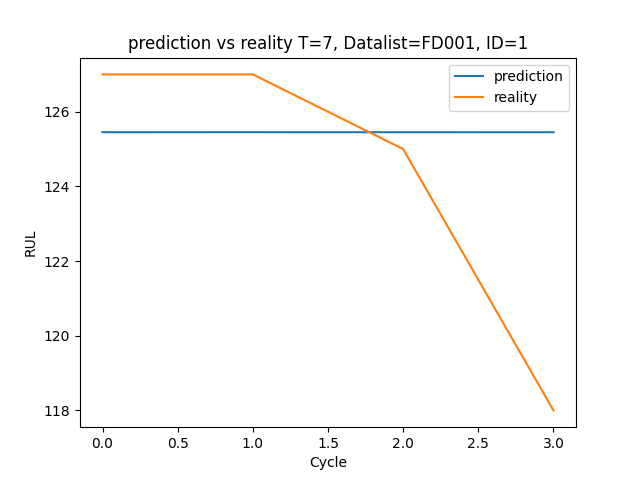 prediction vs reality T=7, Datalist=FD001, ID=1
prediction
reality
RUL
126
124
122
120
118
0.0 0.5 1.0 1.5 2.0 2.5 3.0
Cycle